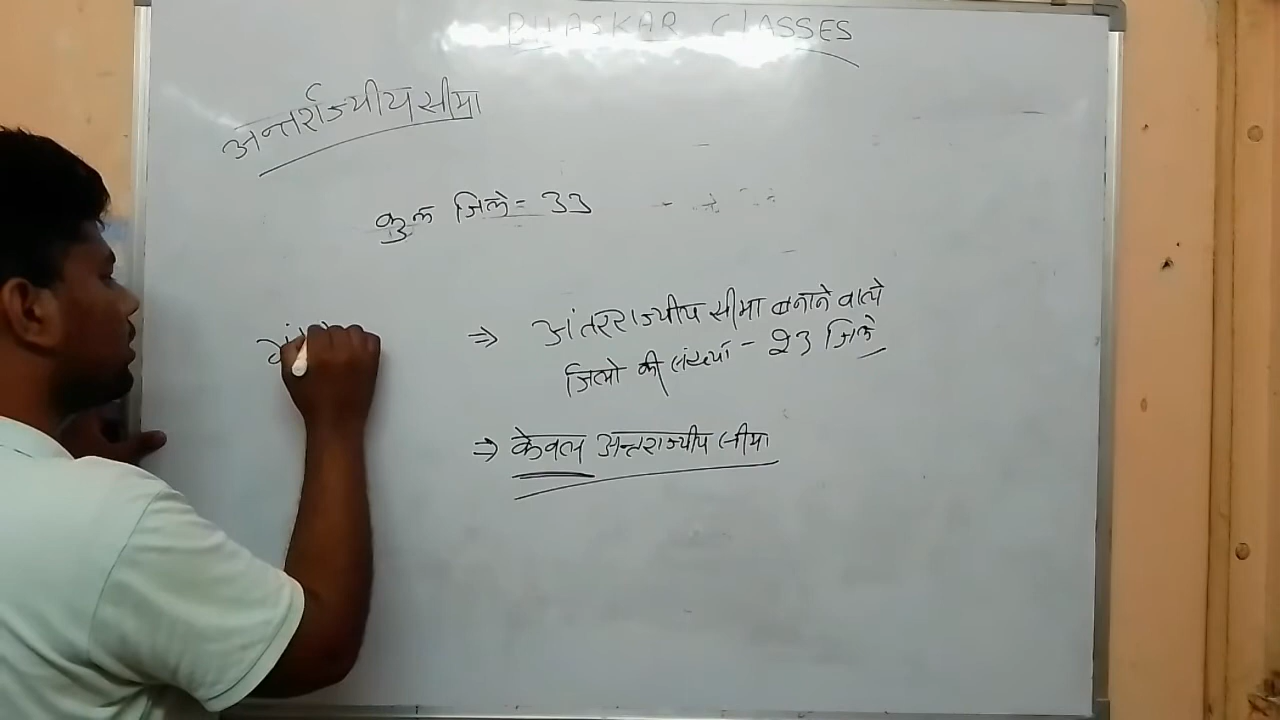 BHASKAR CLASSES
अन्तर्राज्यीय सीमा
कुल जिले = 33
⇒ अंतरराज्यीय सीमा बनाने वाले
जिलो की संख्या - 23 जिले
⇒ केवल अन्तराज्यीय सीमा